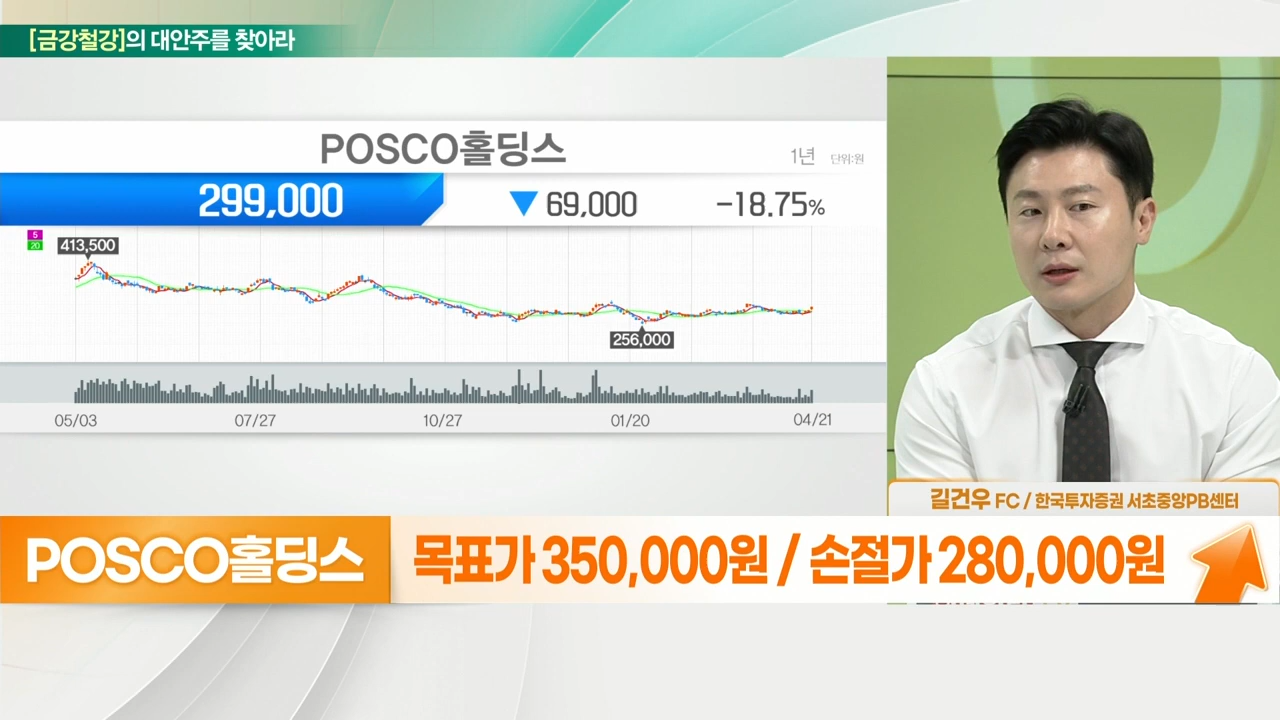 [금강철강]의 대안주를 찾아라
POSCO홀딩스
1년 단위:원
299,000 ▼ 69,000 -18.75%
5
20
413,500
256,000
05/03 07/27 10/27 01/20 04/21
길건우 FC / 한국투자증권 서초중앙PB센터
POSCO홀딩스
목표가 350,000원 / 손절가 280,000원